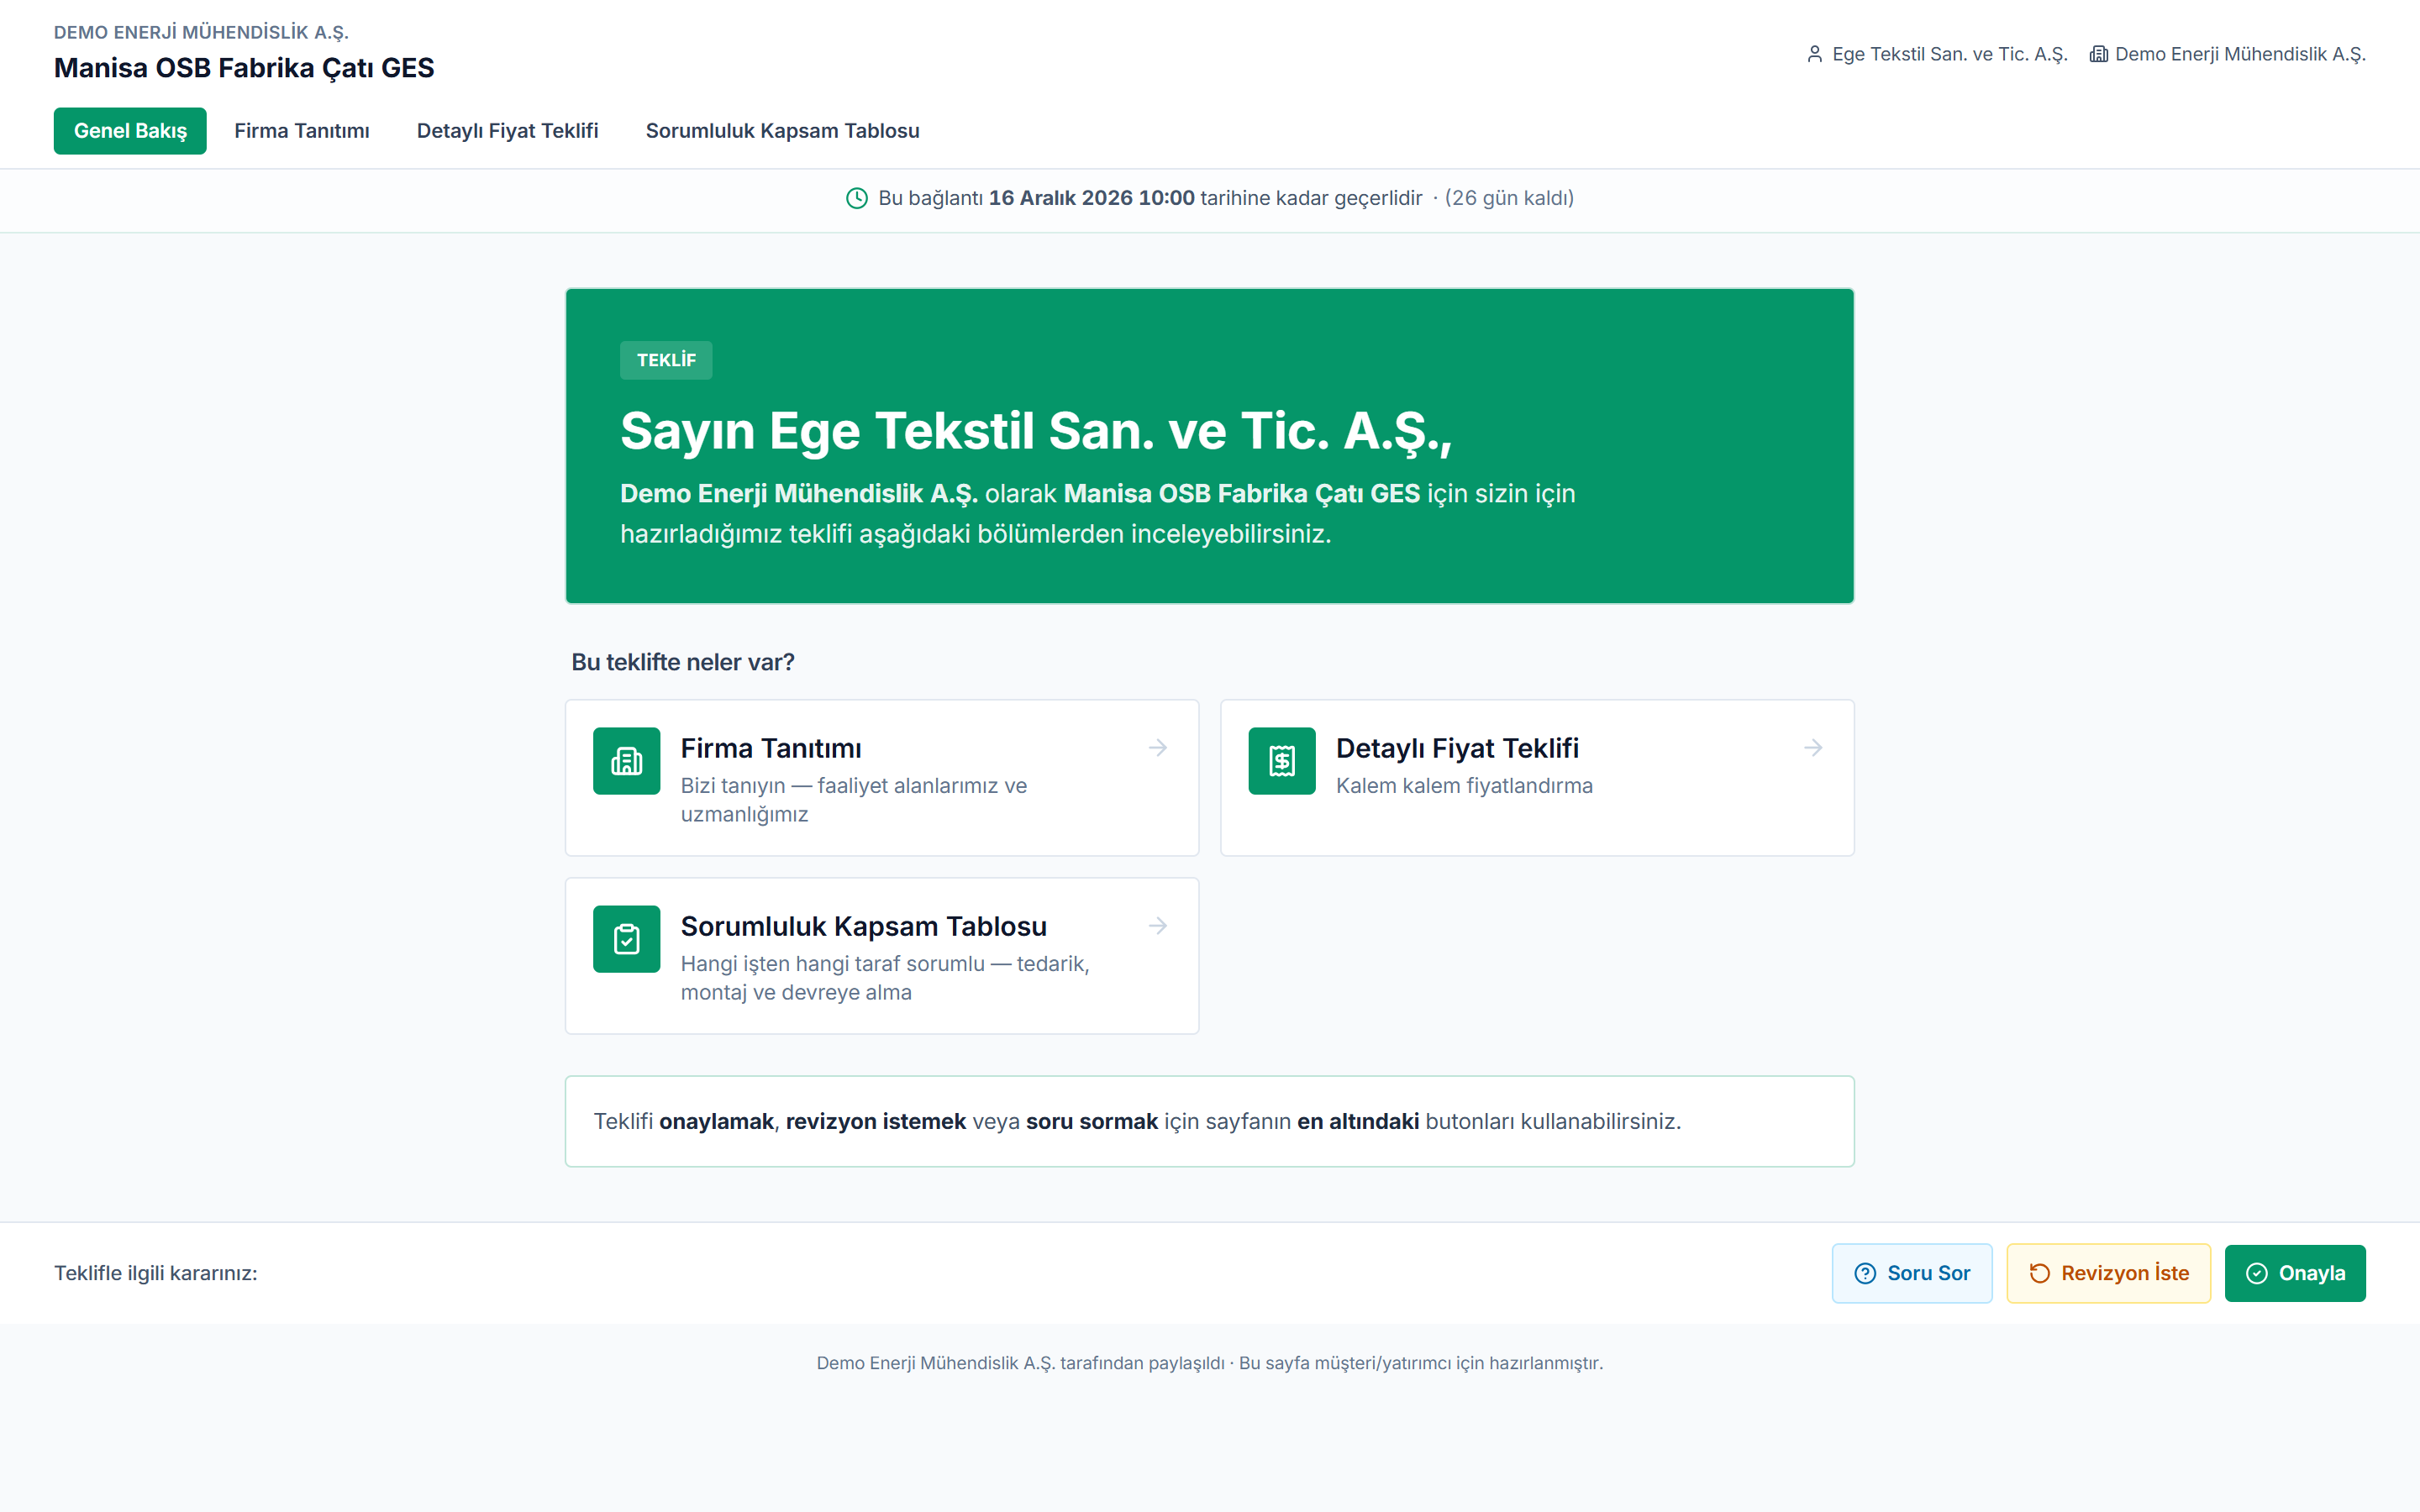 DEMO ENERJİ MÜHENDİSLİK A.Ş.
Manisa OSB Fabrika Çatı GES
Ege Tekstil San. ve Tic. A.Ş. Demo Enerji Mühendislik A.Ş.
Genel Bakış Firma Tanıtımı Detaylı Fiyat Teklifi Sorumluluk Kapsam Tablosu
Bu bağlantı 16 Aralık 2026 10:00 tarihine kadar geçerlidir · (26 gün kaldı)
TEKLİF
Sayın Ege Tekstil San. ve Tic. A.Ş.,
Demo Enerji Mühendislik A.Ş. olarak Manisa OSB Fabrika Çatı GES için sizin için
hazırladığımız teklifi aşağıdaki bölümlerden inceleyebilirsiniz.
Bu teklifte neler var?
Firma Tanıtımı
Bizi tanıyın — faaliyet alanlarımız ve
uzmanlığımız
Detaylı Fiyat Teklifi
Kalem kalem fiyatlandırma
Sorumluluk Kapsam Tablosu
Hangi işten hangi taraf sorumlu — tedarik,
montaj ve devreye alma
Teklifi onaylamak, revizyon istemek veya soru sormak için sayfanın en altındaki butonları kullanabilirsiniz.
Teklifle ilgili kararınız:
Soru Sor Revizyon İste Onayla
Demo Enerji Mühendislik A.Ş. tarafından paylaşıldı · Bu sayfa müşteri/yatırımcı için hazırlanmıştır.